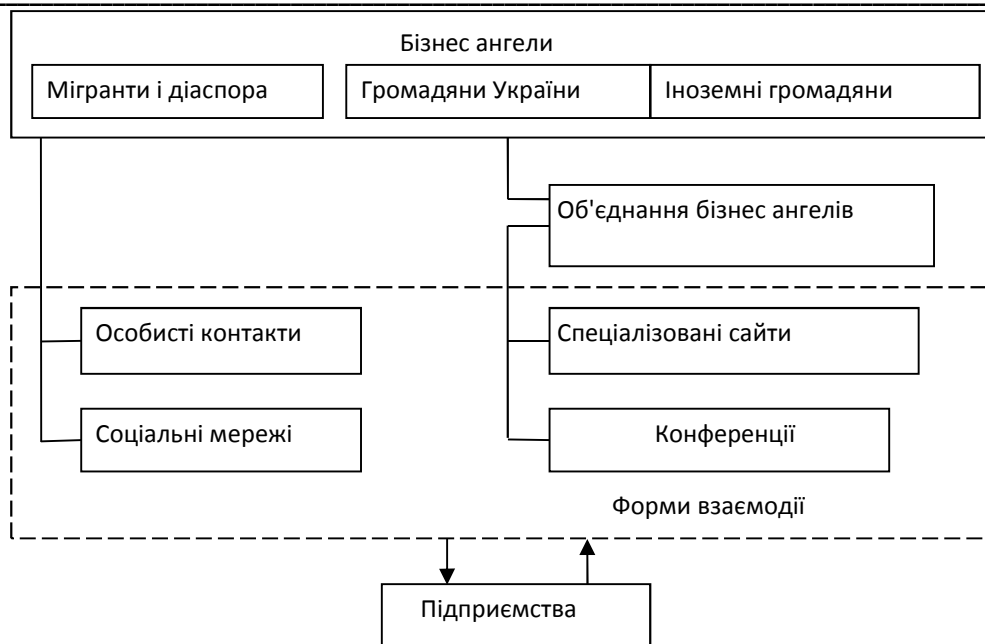 Бізнес ангели
Мігранти і діаспора
Громадяни України
Іноземні громадяни
Об'єднання бізнес ангелів
Особисті контакти
Спеціалізовані сайти
Соціальні мережі
Конференції
Форми взаємодії
Підприємства